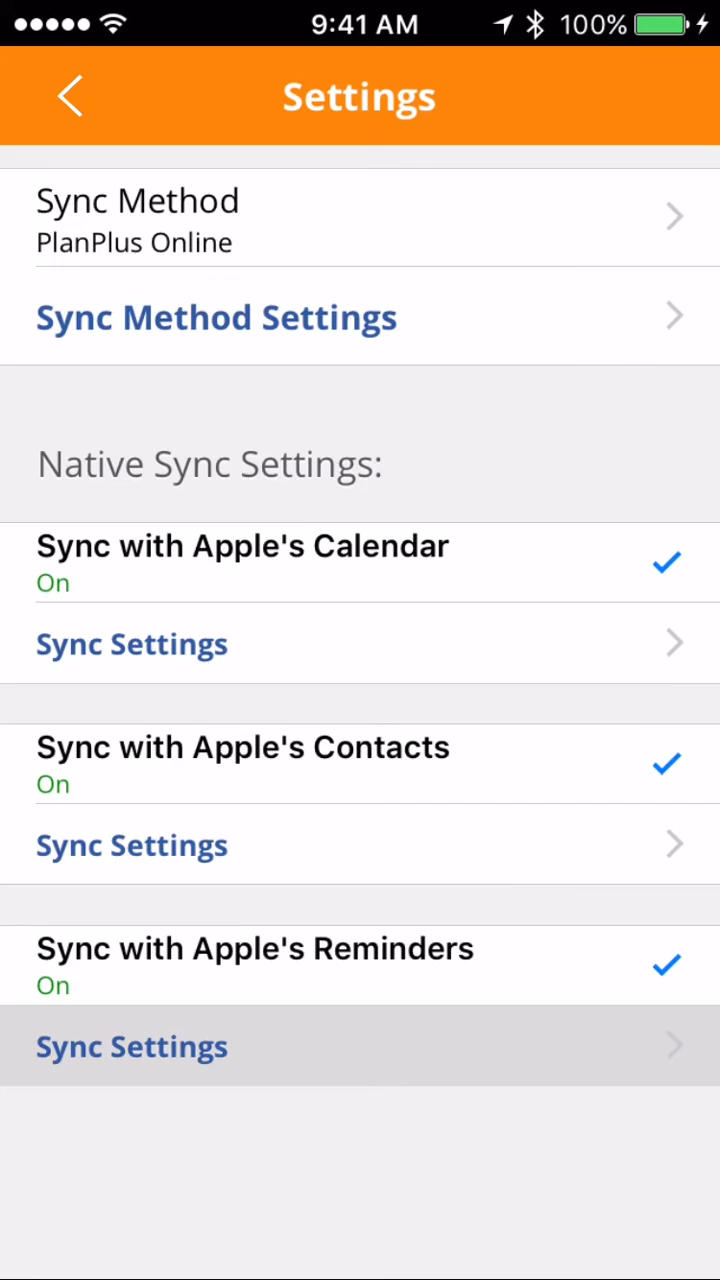 9:41 AM 100%
Settings
Sync Method
PlanPlus Online
Sync Method Settings
Native Sync Settings:
Sync with Apple's Calendar
On
Sync Settings
Sync with Apple's Contacts
On
Sync Settings
Sync with Apple's Reminders
On
Sync Settings